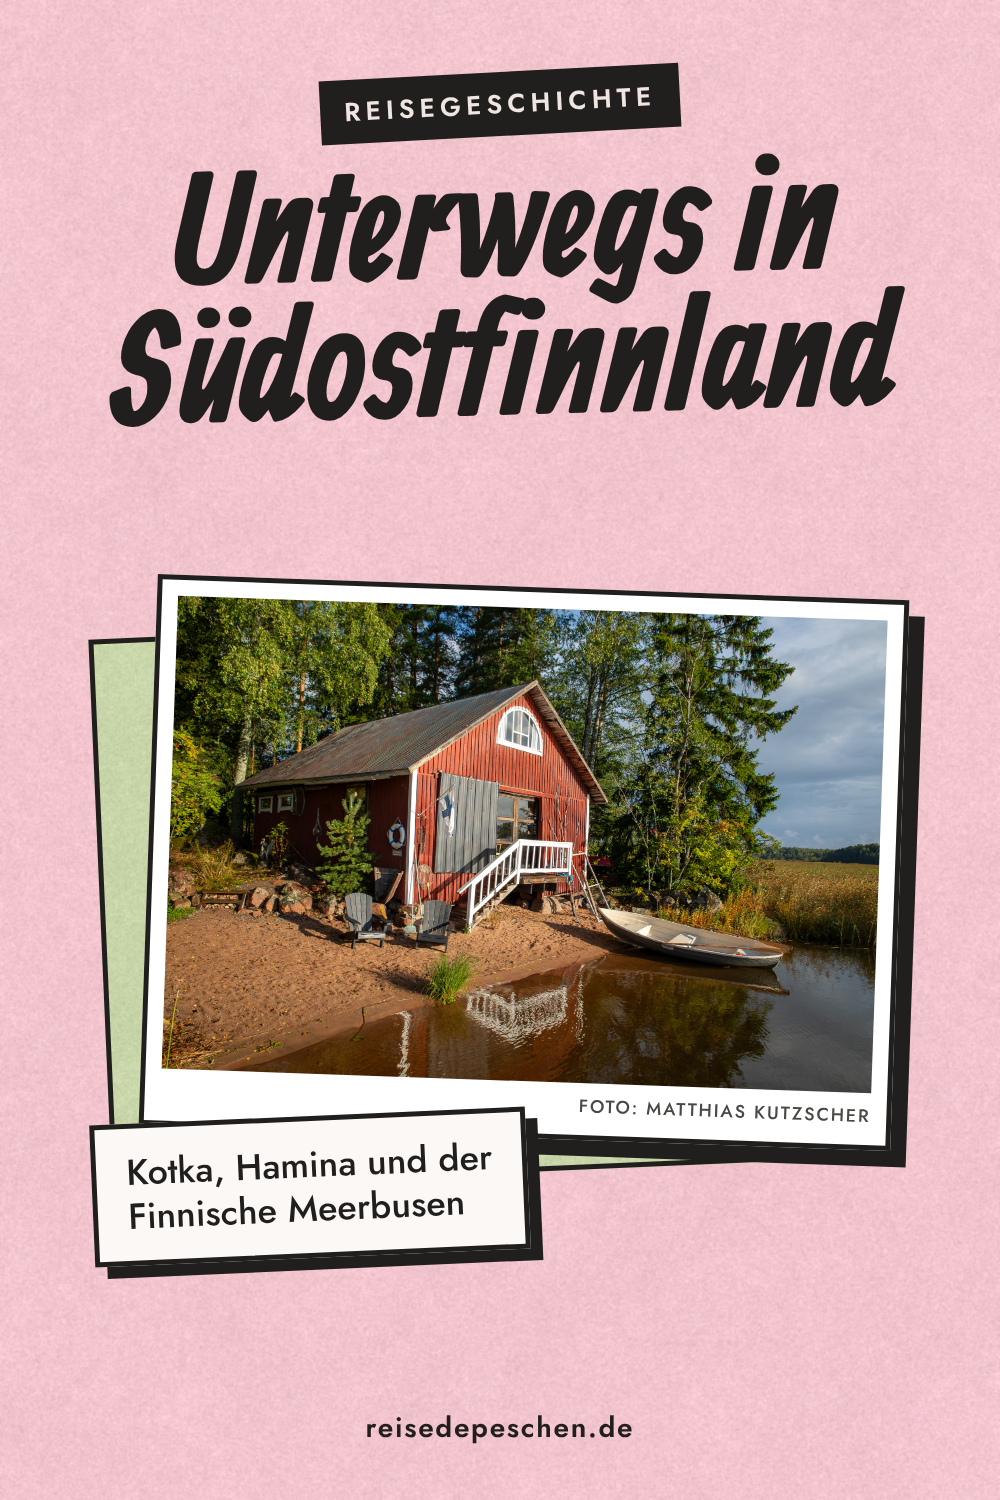 REISEGESCHICHTE
Unterwegs in
Südostfinnland
FOTO: MATTHIAS KUTZSCHER
Kotka, Hamina und der
Finnische Meerbusen
reisedepeschen.de